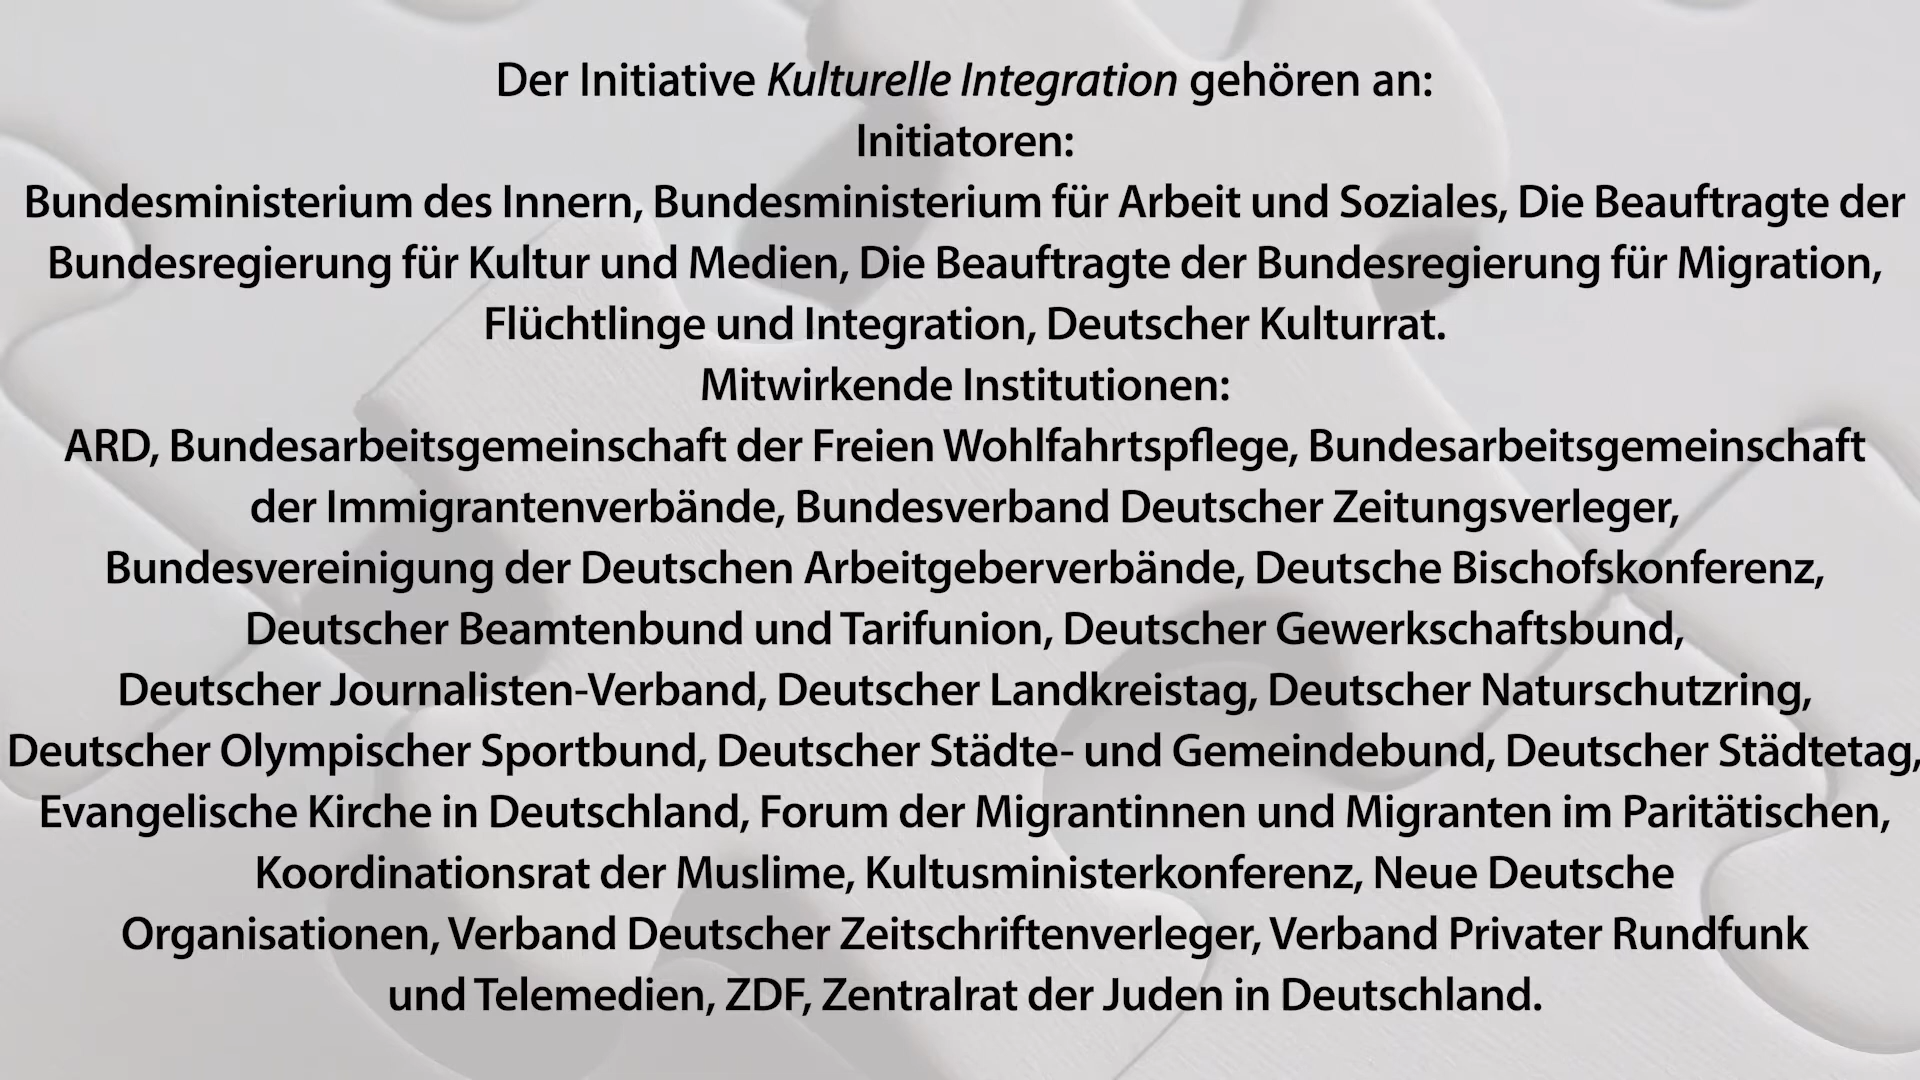 Der Initiative Kulturelle Integration gehören an:
Initiatoren:
Bundesministerium des Innern, Bundesministerium für Arbeit und Soziales, Die Beauftragte der
Bundesregierung für Kultur und Medien, Die Beauftragte der Bundesregierung für Migration,
Flüchtlinge und Integration, Deutscher Kulturrat.
Mitwirkende Institutionen:
ARD, Bundesarbeitsgemeinschaft der Freien Wohlfahrtspflege, Bundesarbeitsgemeinschaft
der Immigrantenverbände, Bundesverband Deutscher Zeitungsverleger,
Bundesvereinigung der Deutschen Arbeitgeberverbände, Deutsche Bischofskonferenz,
Deutscher Beamtenbund und Tarifunion, Deutscher Gewerkschaftsbund,
Deutscher Journalisten-Verband, Deutscher Landkreistag, Deutscher Naturschutzring,
Deutscher Olympischer Sportbund, Deutscher Städte- und Gemeindebund, Deutscher Städtetag,
Evangelische Kirche in Deutschland, Forum der Migrantinnen und Migranten im Paritätischen,
Koordinationsrat der Muslime, Kultusministerkonferenz, Neue Deutsche
Organisationen, Verband Deutscher Zeitschriftenverleger, Verband Privater Rundfunk
und Telemedien, ZDF, Zentralrat der Juden in Deutschland.